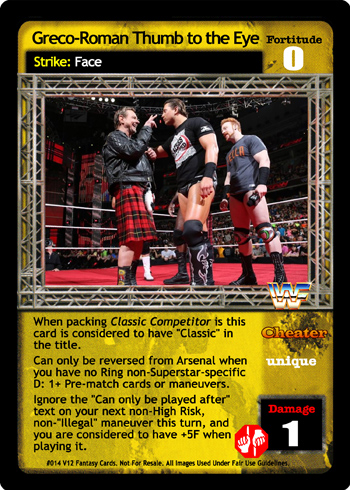 Greco-Roman Thumb to the Eye
Fortitude
0
Strike: Face
When packing Classic Competitor is this
card is considered to have "Classic" in
the title.
Can only be reversed from Arsenal when
you have no Ring non-Superstar-specific
D: 1+ Pre-match cards or maneuvers.
Ignore the "Can only be played after"
text on your next non-High Risk,
non-"Illegal" maneuver this turn, and
you are considered to have +5F when
playing it.
WF
Cheater
unique
Damage
1
#014 V12 Fantasy Cards. Not For Resale. All Images Used Under Fair Use Guidelines.